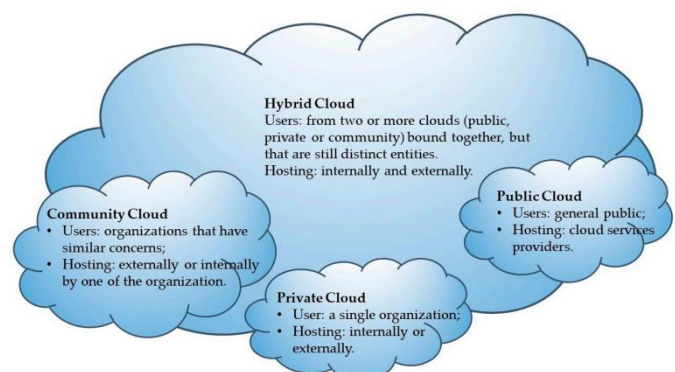 Hybrid Cloud
Users: from two or more clouds (public,
private or community) bound together, but
that are still distinct entities.
Hosting: internally and externally.
Community Cloud
• Users: organizations that have
similar concerns;
• Hosting: externally or internally
by one of the organization.
Public Cloud
• Users: general public;
• Hosting: cloud services
providers.
Private Cloud
• User: a single organization;
• Hosting: internally or
externally.